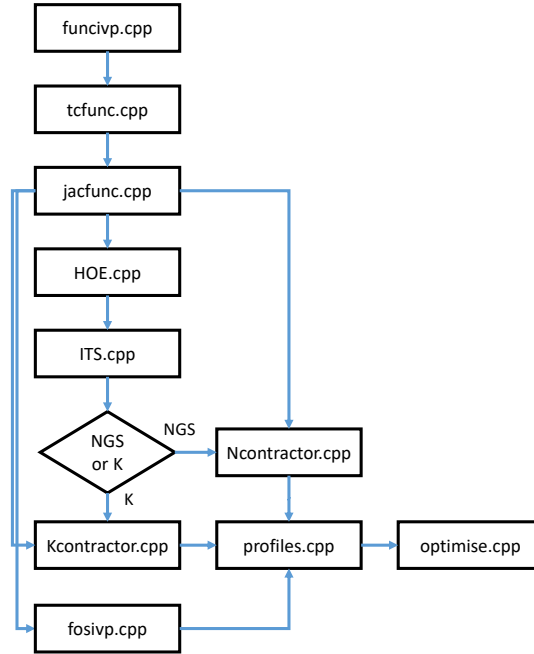 funcivp.cpp
tcfunc.cpp
jacfunc.cpp
HOE.cpp
ITS.cpp
NGS
or K
NGS
Ncontractor.cpp
K
Kcontractor.cpp
profiles.cpp
optimise.cpp
fosivp.cpp